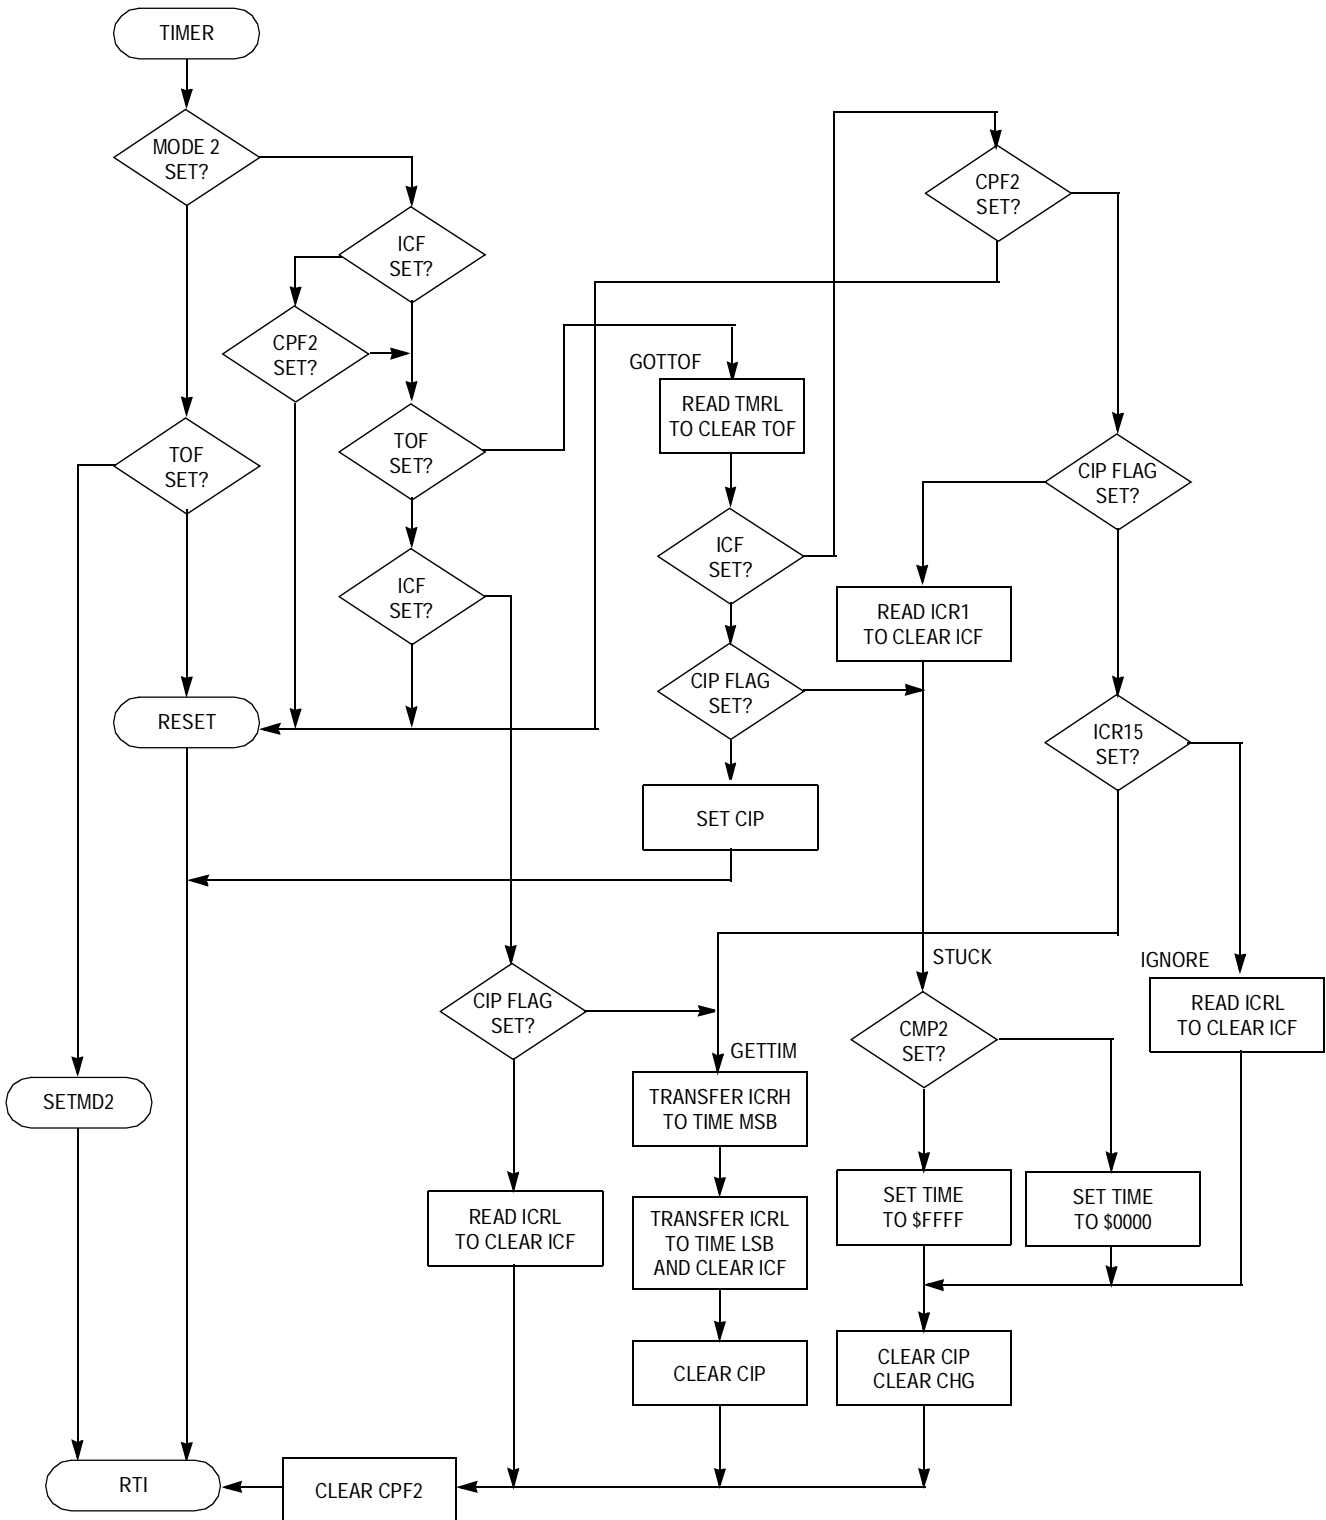 TIMER
MODE 2
SET?
CPF2
SET?
ICF
SET?
CPF2
SET?
GOTTOF
READ TMRL
TO CLEAR TOF
TOF
SET?
TOF
SET?
CIP FLAG
SET?
ICF
SET?
ICF
SET?
READ ICR1
TO CLEAR ICF
CIP FLAG
SET?
RESET
ICR15
SET?
SET CIP
STUCK
IGNORE
CIP FLAG
SET?
READ ICRL
TO CLEAR ICF
CMP2
SET?
GETTIM
SETMD2
TRANSFER ICRH
TO TIME MSB
READ ICRL
TO CLEAR ICF
TRANSFER ICRL
TO TIME LSB
AND CLEAR ICF
SET TIME
TO $FFFF
SET TIME
TO $0000
CLEAR CIP
CLEAR CIP
CLEAR CHG
RTI
CLEAR CPF2